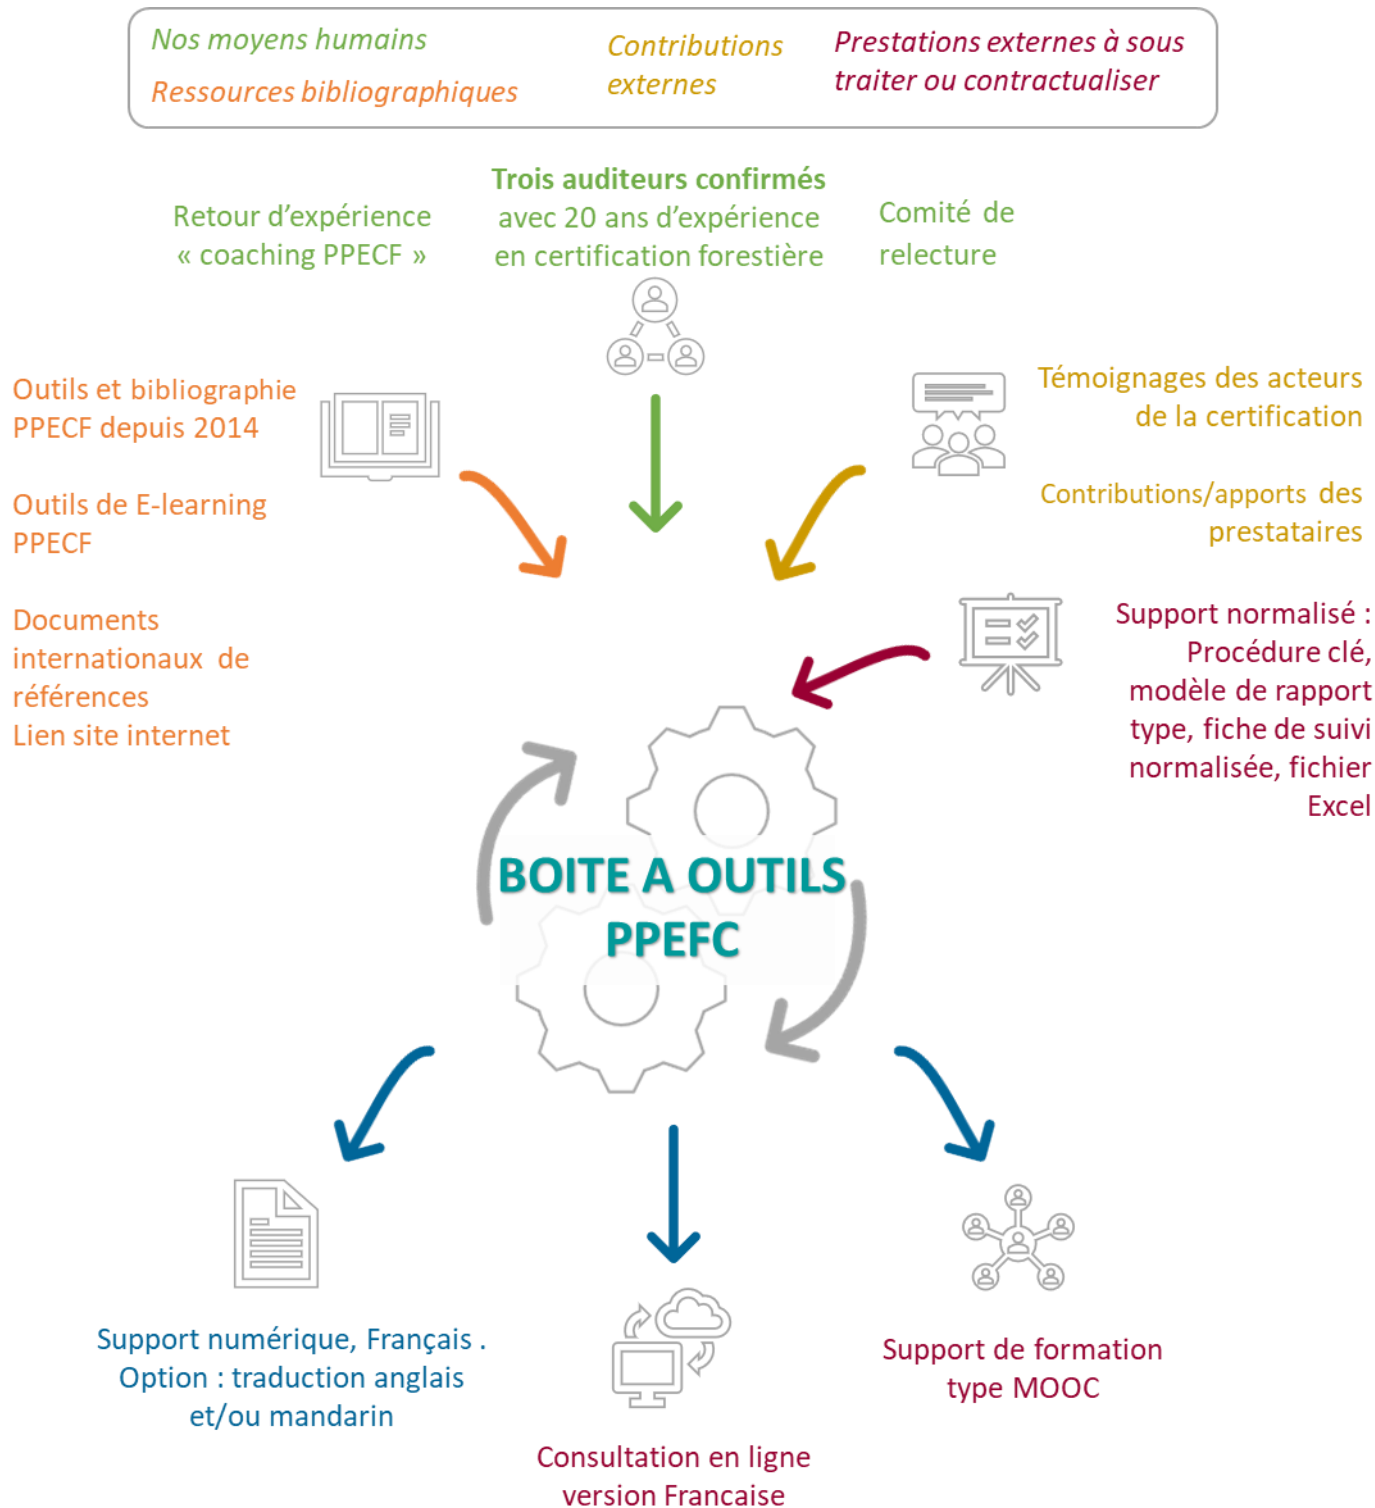 Nos moyens humains
Ressources bibliographiques
Contributions
externes
Prestations externes à sous
traiter ou contractualiser
Retour d’expérience
« coaching PPECF »
Trois auditeurs confirmés
avec 20 ans d’expérience
en certification forestière
Comité de
relecture
Outils et bibliographie
PPECF depuis 2014
Outils de E-learning
PPECF
Documents
internationaux de
références
Lien site internet
Témoignages des acteurs
de la certification
Contributions/apports des
prestataires
Support normalisé :
Procédure clé,
modèle de rapport
type, fiche de suivi
normalisée, fichier
Excel
BOITE A OUTILS
PPEFC
Support numérique, Français .
Option : traduction anglais
et/ou mandarin
Consultation en ligne
version Francaise
Support de formation
type MOOC